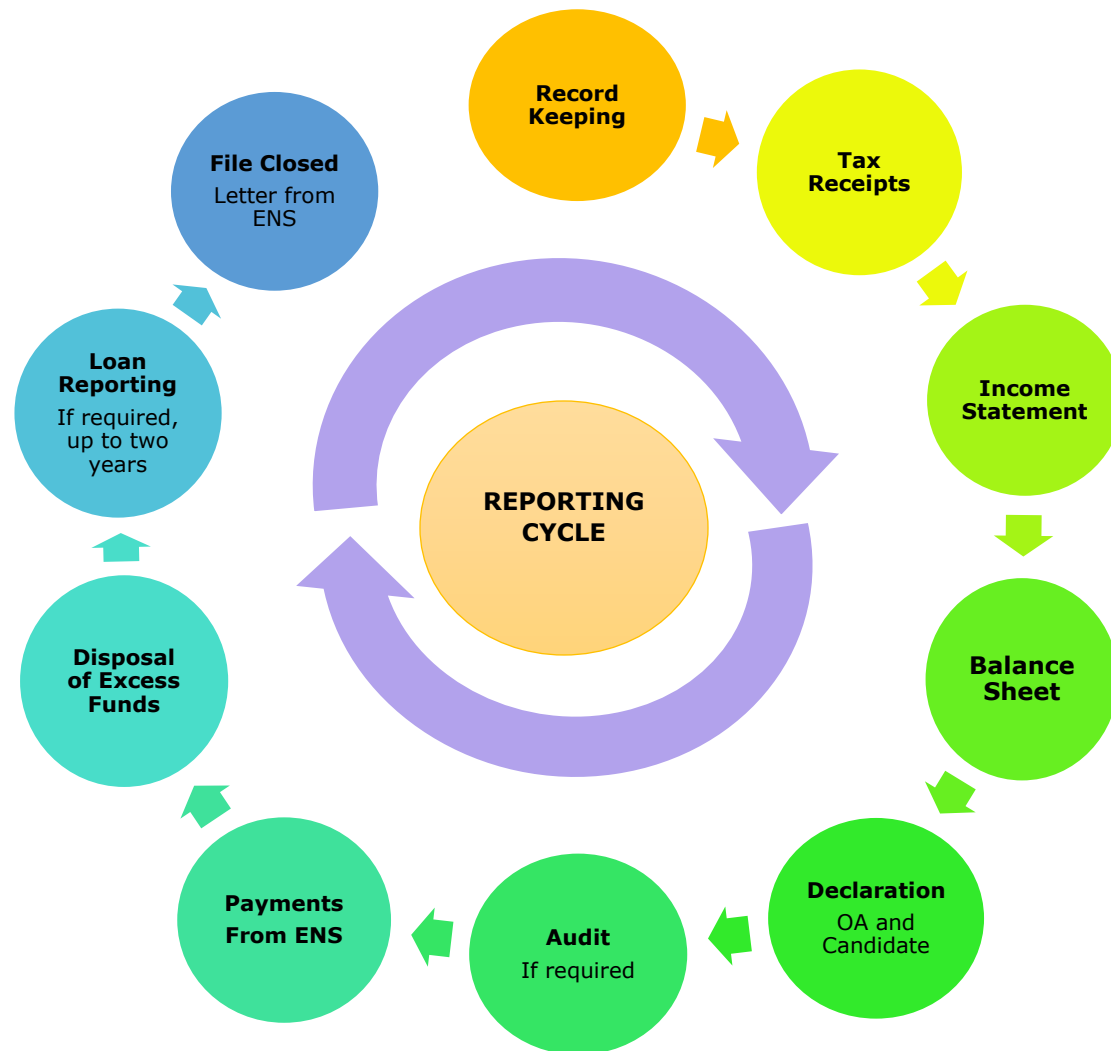 Record
Keeping
Tax
Receipts
Income
Statement
Balance
Sheet
Declaration
OA and
Candidate
Audit
If required
Payments
From ENS
Disposal
of Excess
Funds
Loan
Reporting
If required,
up to two
years
File Closed
Letter from
ENS
REPORTING
CYCLE